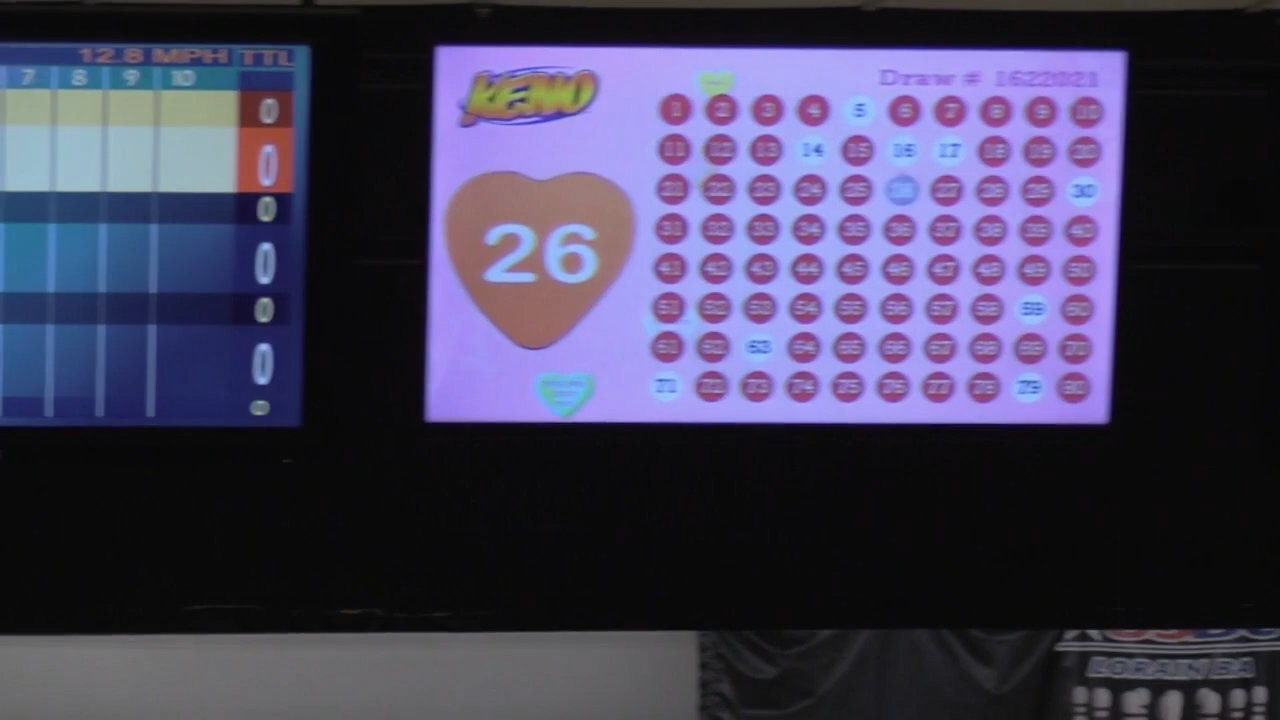 12.8 MPH TTL
7 8 9 10
0
0
0
0
0
0
0
KENO
Draw # 1622021
26
1 2 3 4 5 6 7 8 9 10
11 12 13 14 15 16 17 18 19 20
21 22 23 24 25 26 27 28 29 30
31 32 33 34 35 36 37 38 39 40
41 42 43 44 45 46 47 48 49 50
51 52 53 54 55 56 57 58 59 60
61 62 63 64 65 66 67 68 69 70
71 72 73 74 75 76 77 78 79 80
LORAIN BA